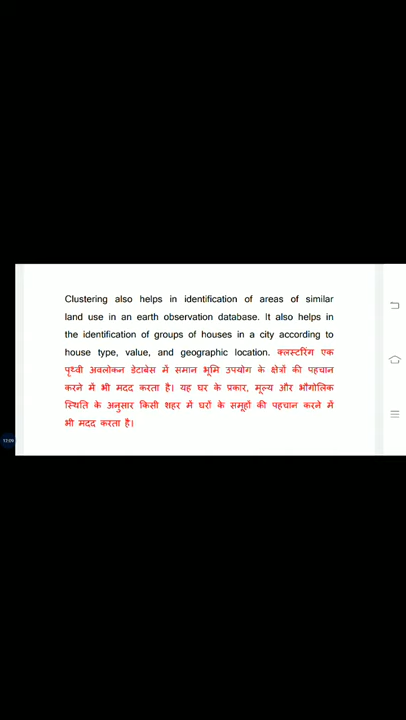 Clustering also helps in identification of areas of similar
land use in an earth observation database. It also helps in
the identification of groups of houses in a city according to
house type, value, and geographic location. क्लस्टरिंग एक
पृथ्वी अवलोकन डेटाबेस में समान भूमि उपयोग के क्षेत्रों की पहचान
करने में भी मदद करता है। यह घर के प्रकार, मूल्य और भौगोलिक
स्थिति के अनुसार किसी शहर में घरों के समूहों की पहचान करने में
भी मदद करता है।
12:09